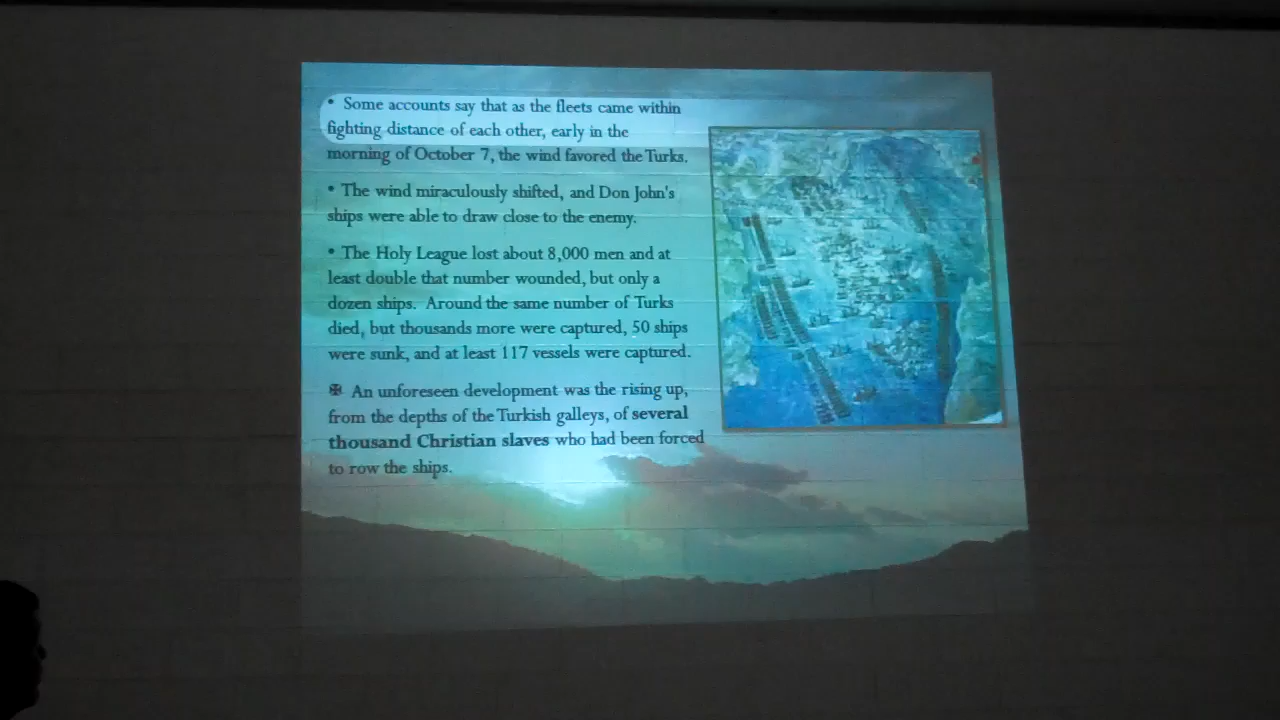 • Some accounts say that as the fleets came within
fighting distance of each other, early in the
morning of October 7, the wind favored the Turks.
• The wind miraculously shifted, and Don John's
ships were able to draw close to the enemy.
• The Holy League lost about 8,000 men and at
least double that number wounded, but only a
dozen ships. Around the same number of Turks
died, but thousands more were captured, 50 ships
were sunk, and at least 117 vessels were captured.
✠ An unforeseen development was the rising up,
from the depths of the Turkish galleys, of several
thousand Christian slaves who had been forced
to row the ships.